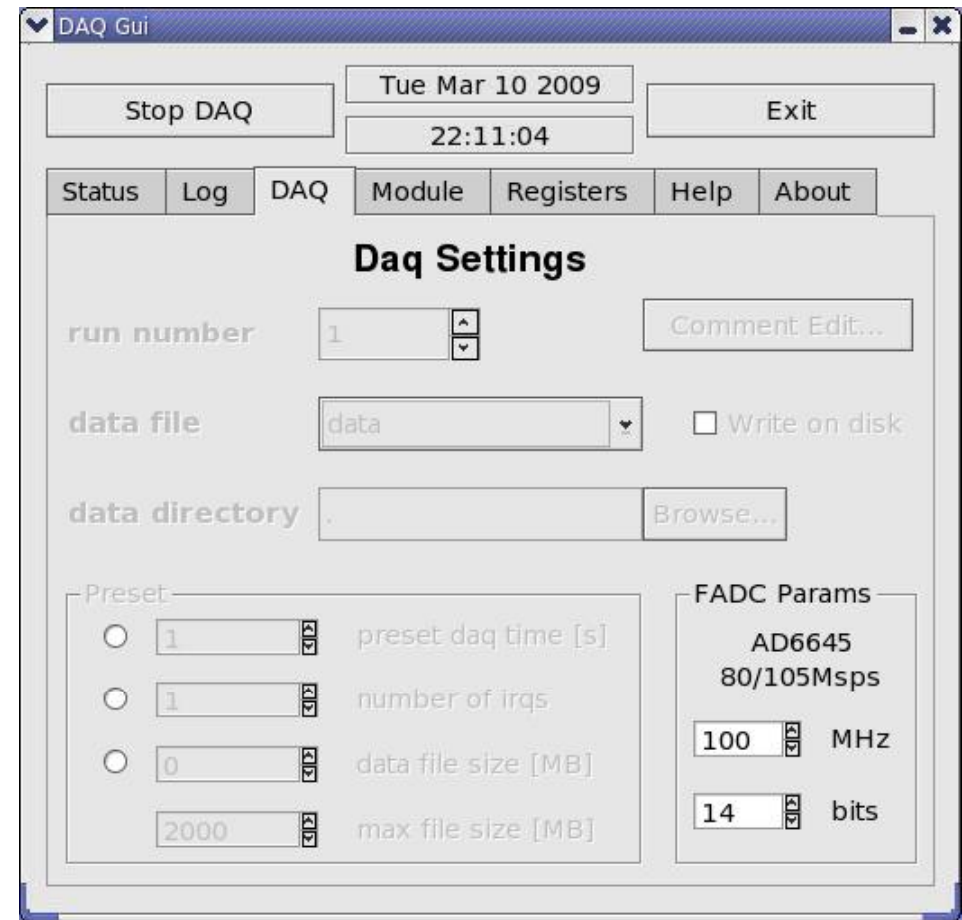 DAQ Gui
Stop DAQ
Tue Mar 10 2009
22:11:04
Exit
Status Log DAQ Module Registers Help About
Daq Settings
run number 1 Comment Edit...
data file data Write on disk
data directory . Browse...
Preset
1 preset daq time [s]
1 number of irqs
0 data file size [MB]
2000 max file size [MB]
FADC Params
AD6645
80/105Msps
100 MHz
14 bits